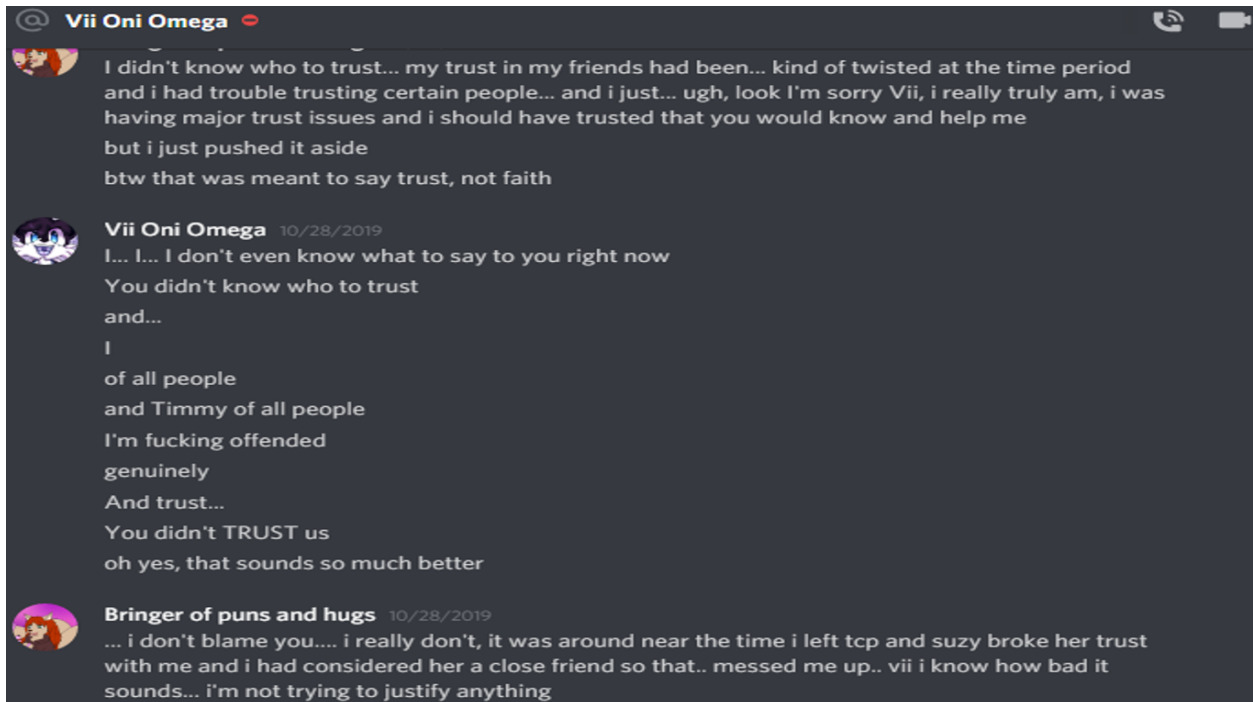 Vii Oni Omega
I didn't know who to trust... my trust in my friends had been... kind of twisted at the time period
and i had trouble trusting certain people... and i just... ugh, look I'm sorry Vii, i really truly am, i was
having major trust issues and i should have trusted that you would know and help me
but i just pushed it aside
btw that was meant to say trust, not faith
Vii Oni Omega 10/28/2019
I... I... I don't even know what to say to you right now
You didn't know who to trust
and...
I
of all people
and Timmy of all people
I'm fucking offended
genuinely
And trust...
You didn't TRUST us
oh yes, that sounds so much better
Bringer of puns and hugs 10/28/2019
... i don't blame you.... i really don't, it was around near the time i left tcp and suzy broke her trust
with me and i had considered her a close friend so that.. messed me up.. vii i know how bad it
sounds... i'm not trying to justify anything